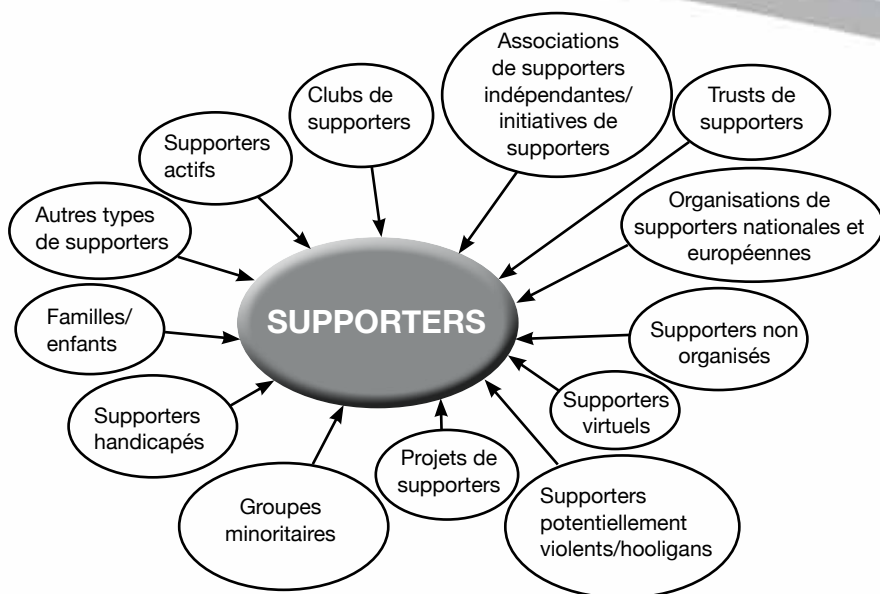 Associations
de supporters
indépendantes/
initiatives de
supporters
Clubs de
supporters
Trusts de
supporters
Supporters
actifs
Organisations de
supporters nationales et
européennes
Autres types
de supporters
SUPPORTERS
Familles/
enfants
Supporters non
organisés
Supporters
virtuels
Supporters
handicapés
Projets de
supporters
Groupes
minoritaires
Supporters
potentiellement
violents/hooligans